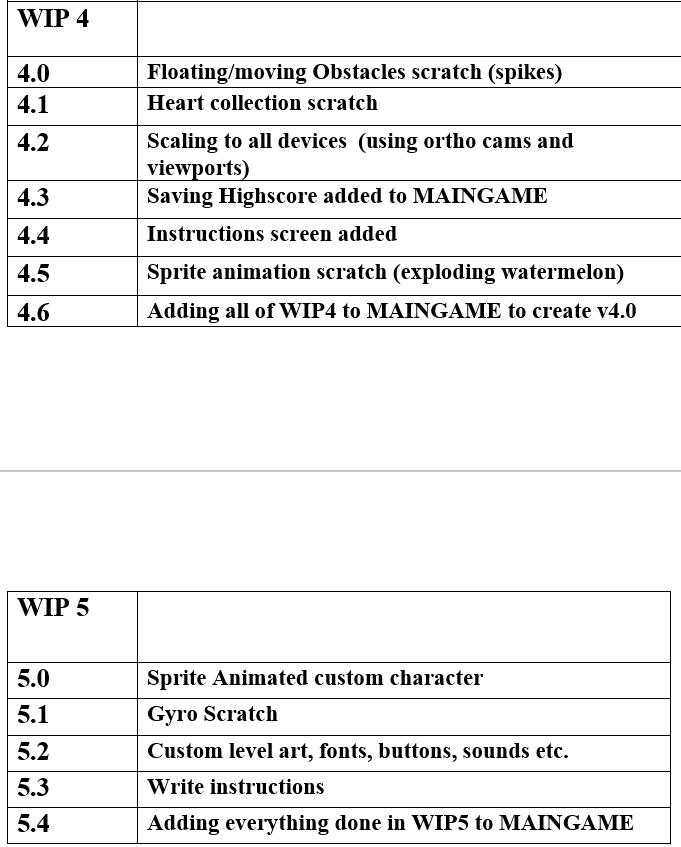 WIP 4
4.0 Floating/moving Obstacles scratch (spikes)
4.1 Heart collection scratch
4.2 Scaling to all devices  (using ortho cams and
viewports)
4.3 Saving Highscore added to MAINGAME
4.4 Instructions screen added
4.5 Sprite animation scratch (exploding watermelon)
4.6 Adding all of WIP4 to MAINGAME to create v4.0
WIP 5
5.0 Sprite Animated custom character
5.1 Gyro Scratch
5.2 Custom level art, fonts, buttons, sounds etc.
5.3 Write instructions
5.4 Adding everything done in WIP5 to MAINGAME